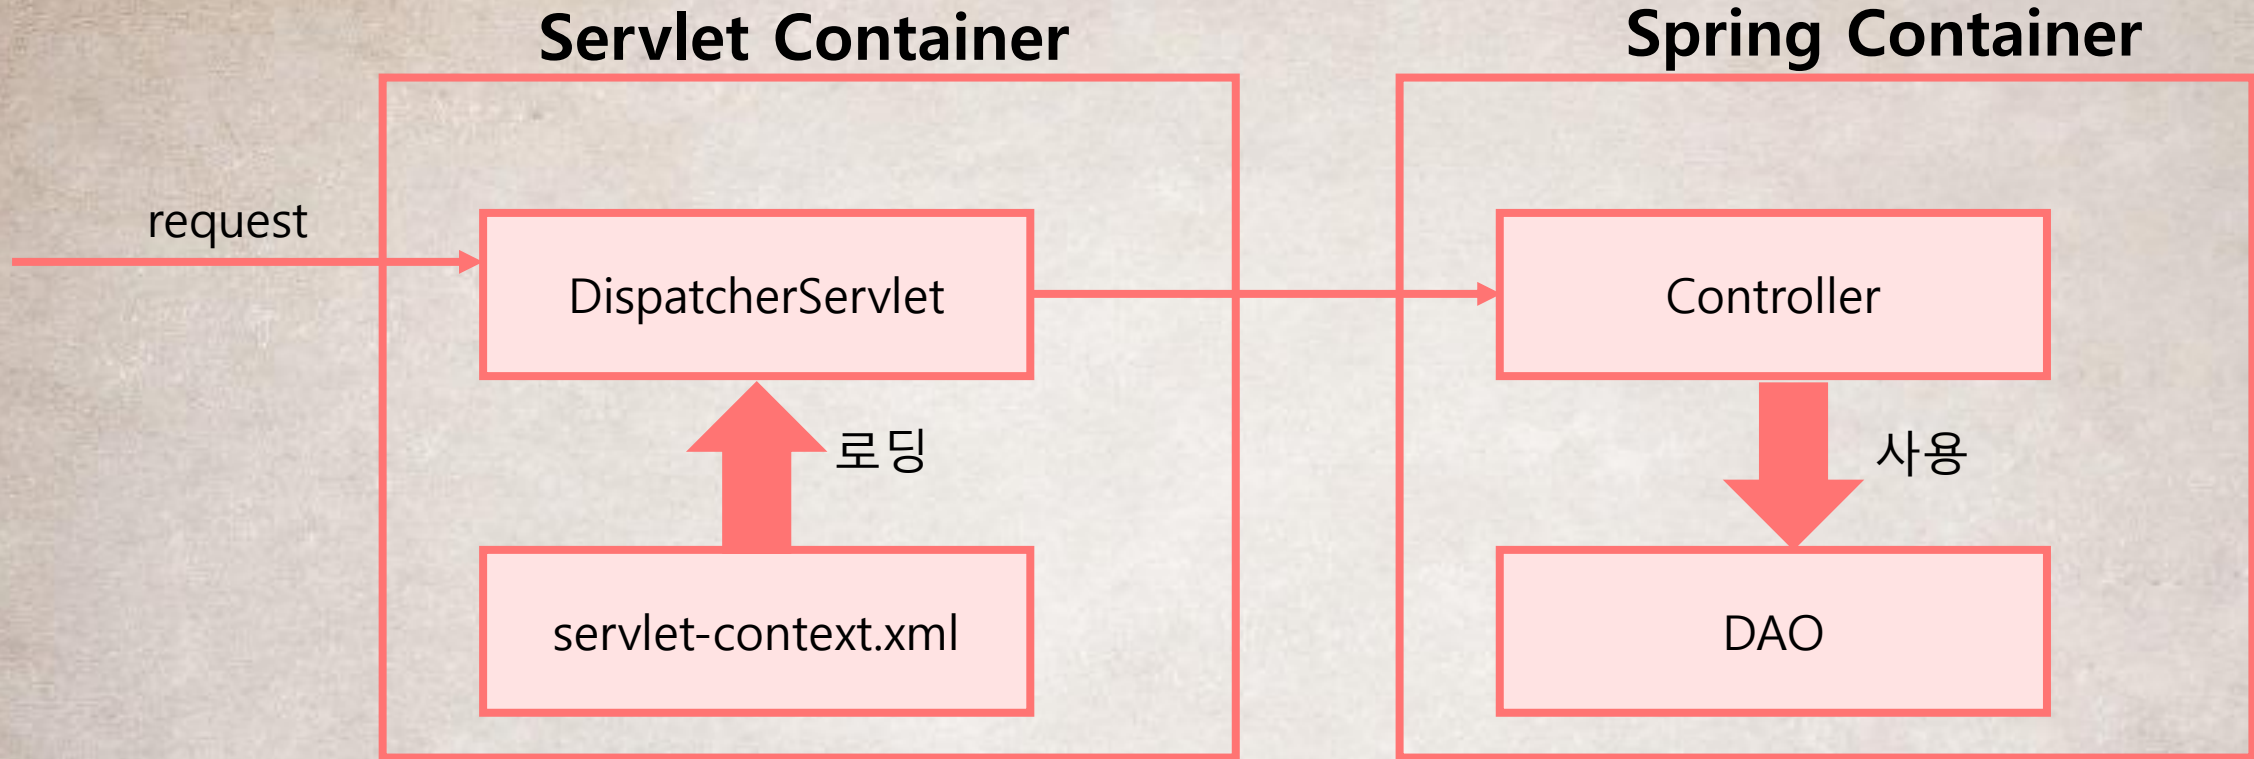 Servlet Container
Spring Container
request
DispatcherServlet
Controller
로딩
사용
servlet-context.xml
DAO